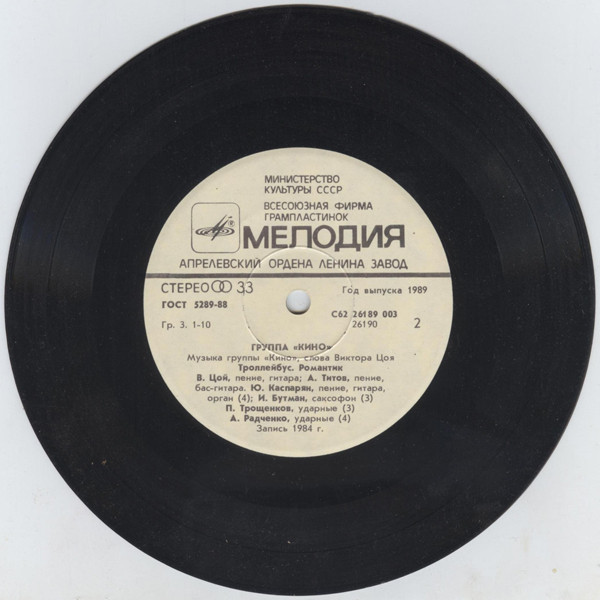 МИНИСТЕРСТВО
КУЛЬТУРЫ СССР
ВСЕСОЮЗНАЯ ФИРМА
ГРАМПЛАСТИНОК
МЕЛОДИЯ
АПРЕЛЕВСКИЙ ОРДЕНА ЛЕНИНА ЗАВОД
СТЕРЕО 33 Год выпуска 1989
ГОСТ 5289-88 С62 26189 003
Гр. 3. 1-10 26190 2
ГРУППА «КИНО»
Музыка группы «Кино», слова Виктора Цоя
Троллейбус. Романтик
В. Цой, пение, гитара; А. Титов, пение,
бас-гитара. Ю. Каспарян, пение, гитара,
орган (4); И. Бутман, саксофон (3)
П. Трощенков, ударные (3)
А. Радченко, ударные (4)
Запись 1984 г.